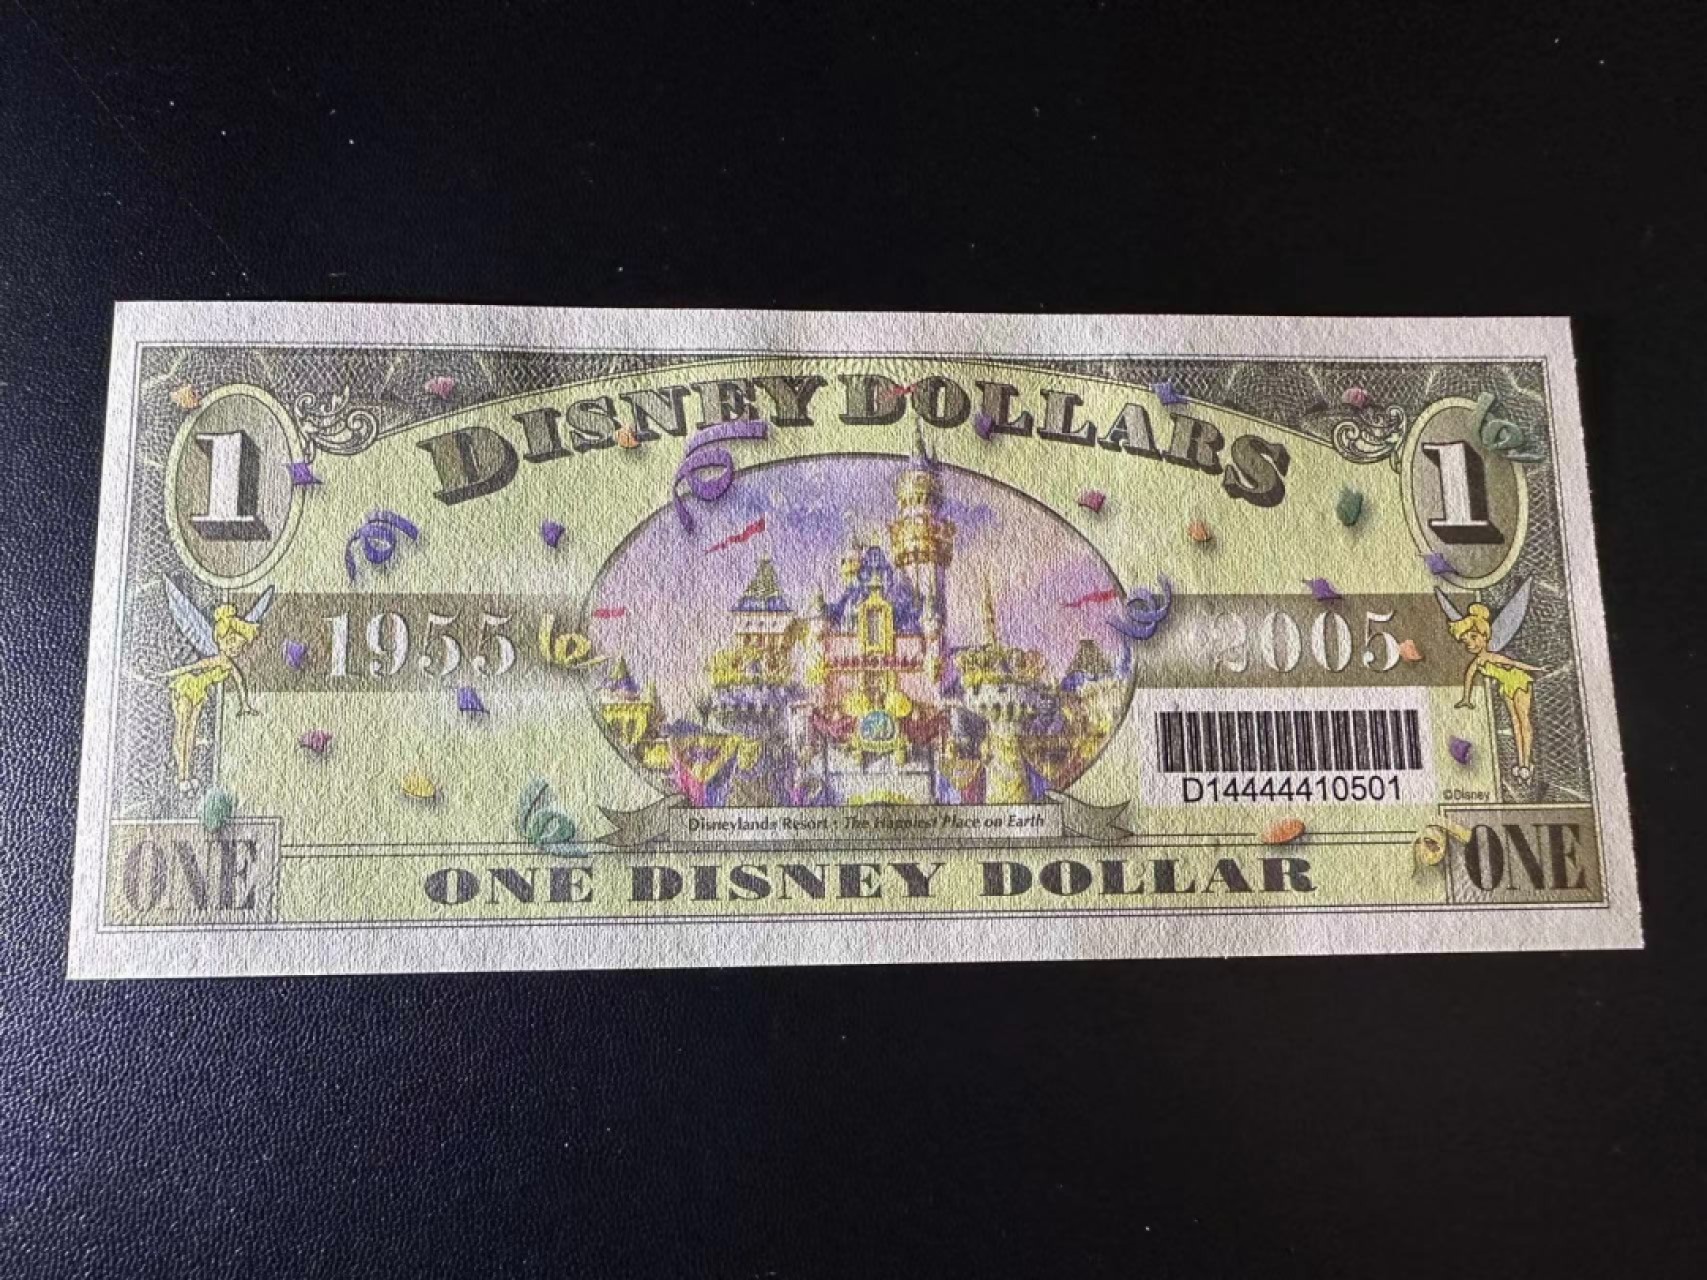 DISNEY DOLLARS
1 1
1955 2005
D14444410501
©Disney
Disneyland® Resort • The Happiest Place on Earth
ONE ONE DISNEY DOLLAR ONE